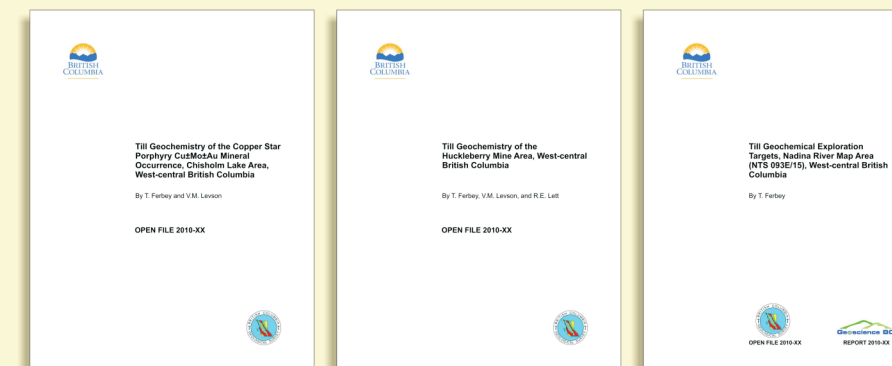 BRITISH
COLUMBIA
Till Geochemistry of the Copper Star
Porphyry Cu±Mo±Au Mineral
Occurrence, Chisholm Lake Area,
West-central British Columbia
By T. Ferbey and V.M. Levson
OPEN FILE 2010-XX
BRITISH
COLUMBIA
Till Geochemistry of the
Huckleberry Mine Area, West-central
British Columbia
By T. Ferbey, V.M. Levson, and R.E. Lett
OPEN FILE 2010-XX
BRITISH
COLUMBIA
Till Geochemical Exploration
Targets, Nadina River Map Area
(NTS 093E/15), West-central British
Columbia
By T. Ferbey
OPEN FILE 2010-XX
Geoscience BC
REPORT 2010-XX